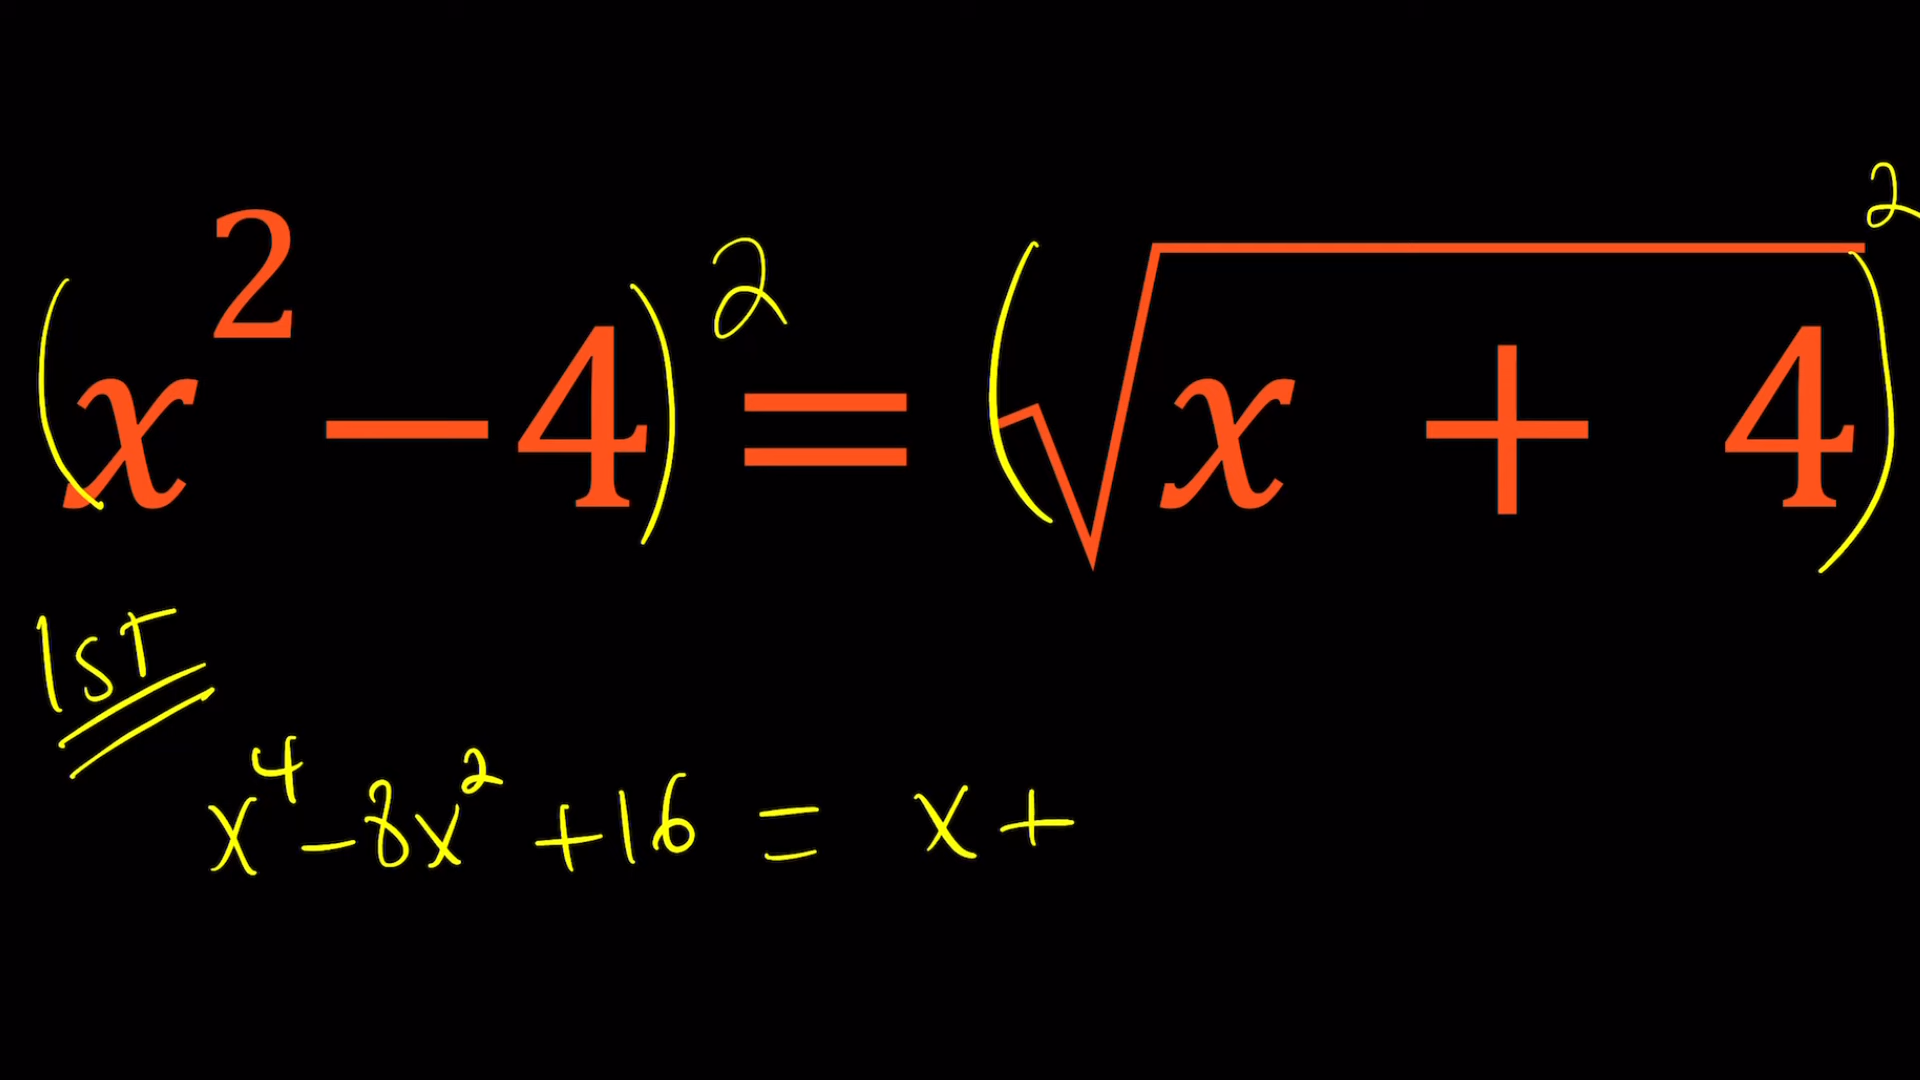 (x² − 4)² = (√(x + 4))²
1ST
x⁴ − 8x² + 16 = x +